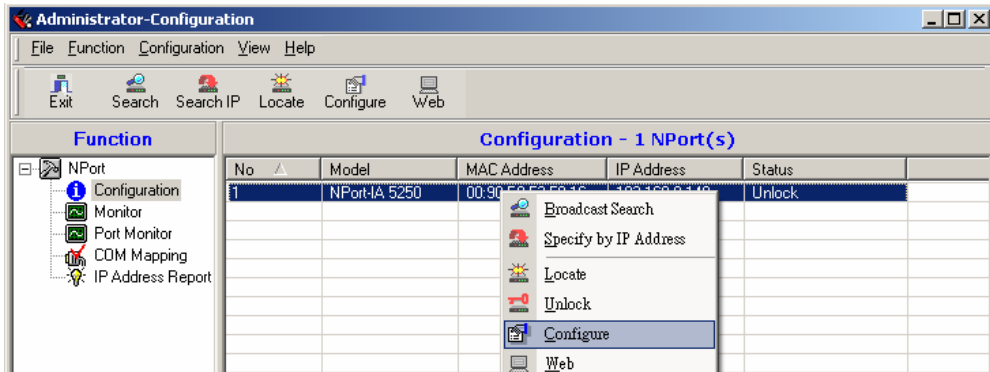 Administrator-Configuration
File Function Configuration View Help
Exit Search Search IP Locate Configure Web
Function
Configuration - 1 NPort(s)
NPort
Configuration
Monitor
Port Monitor
COM Mapping
IP Address Report
No Model MAC Address IP Address Status
1 NPort-IA 5250 Unlock
Broadcast Search
Specify by IP Address
Locate
Unlock
Configure
Web